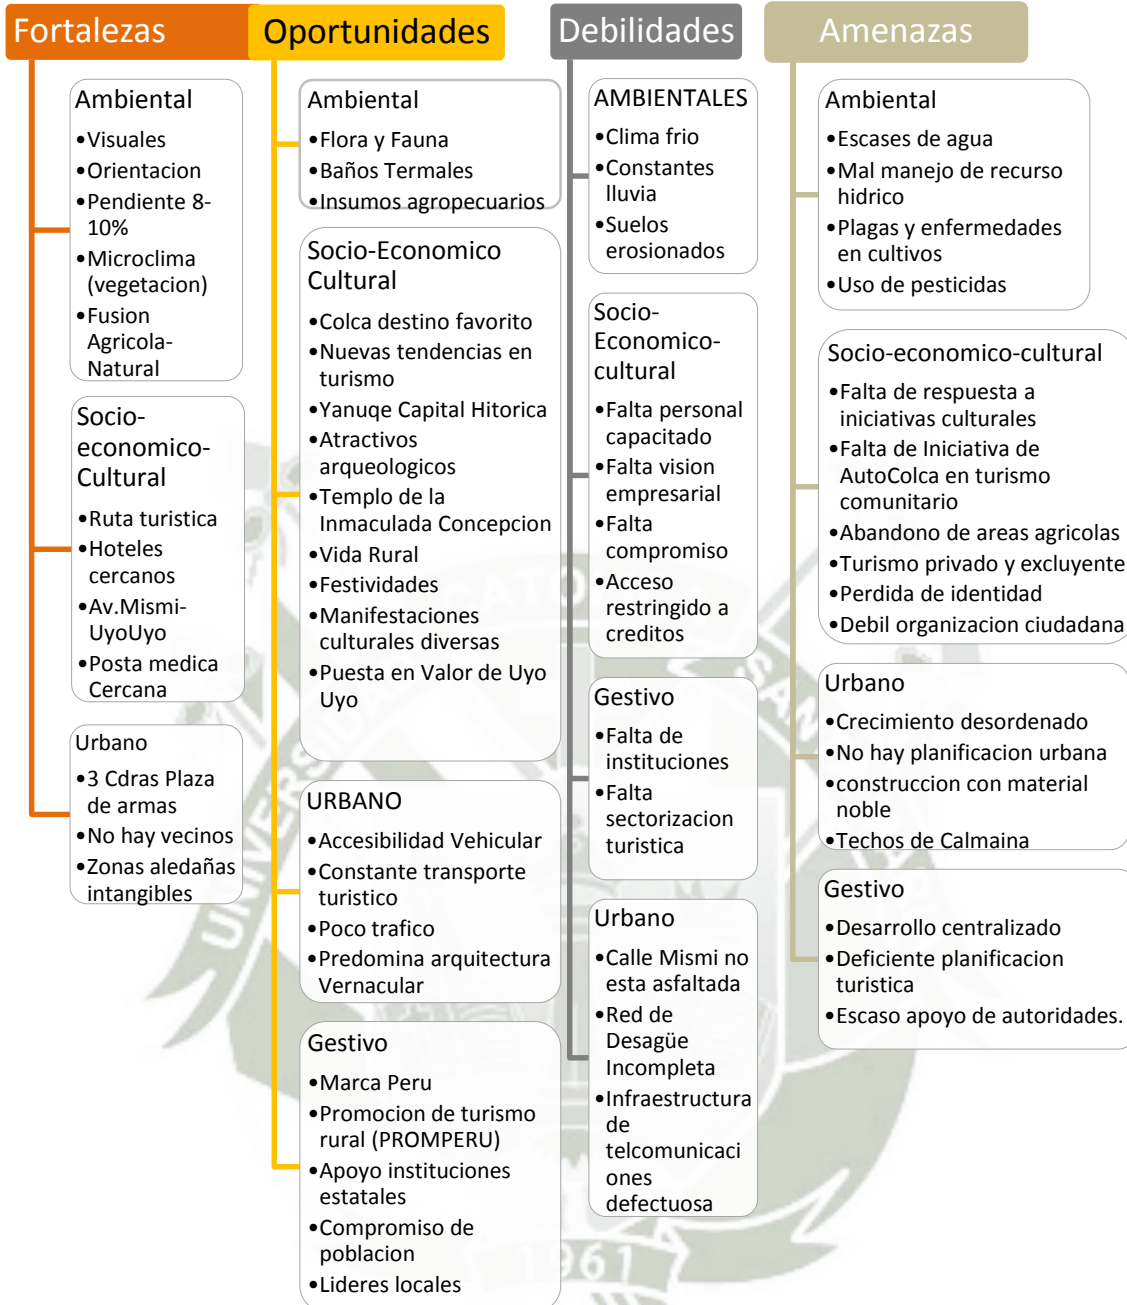 Fortalezas
Ambiental
•Visuales
•Orientacion
•Pendiente 8-
10%
•Microclima
(vegetacion)
•Fusion
Agricola-
Natural
Socio-
economico-
Cultural
•Ruta turistica
•Hoteles
cercanos
•Av.Mismi-
UyoUyo
•Posta medica
Cercana
Urbano
•3 Cdras Plaza
de armas
•No hay vecinos
•Zonas aledañas
intangibles
Oportunidades
Ambiental
•Flora y Fauna
•Baños Termales
•Insumos agropecuarios
Socio-Economico
Cultural
•Colca destino favorito
•Nuevas tendencias en
turismo
•Yanuqe Capital Hitorica
•Atractivos
arqueologicos
•Templo de la
Inmaculada Concepcion
•Vida Rural
•Festividades
•Manifestaciones
culturales diversas
•Puesta en Valor de Uyo
Uyo
URBANO
•Accesibilidad Vehicular
•Constante transporte
turistico
•Poco trafico
•Predomina arquitectura
Vernacular
Gestivo
•Marca Peru
•Promocion de turismo
rural (PROMPERU)
•Apoyo instituciones
estatales
•Compromiso de
poblacion
•Lideres locales
Debilidades
AMBIENTALES
•Clima frio
•Constantes
lluvia
•Suelos
erosionados
Socio-
Economico-
cultural
•Falta personal
capacitado
•Falta vision
empresarial
•Falta
compromiso
•Acceso
restringido a
creditos
Gestivo
•Falta de
instituciones
•Falta
sectorizacion
turistica
Urbano
•Calle Mismi no
esta asfaltada
•Red de
Desagüe
Incompleta
•Infraestructura
de
telcomunicaci
ones
defectuosa
Amenazas
Ambiental
•Escases de agua
•Mal manejo de recurso
hidrico
•Plagas y enfermedades
en cultivos
•Uso de pesticidas
Socio-economico-cultural
•Falta de respuesta a
iniciativas culturales
•Falta de Iniciativa de
AutoColca en turismo
comunitario
•Abandono de areas agricolas
•Turismo privado y excluyente
•Perdida de identidad
•Debil organizacion ciudadana
Urbano
•Crecimiento desordenado
•No hay planificacion urbana
•construccion con material
noble
•Techos de Calmaina
Gestivo
•Desarrollo centralizado
•Deficiente planificacion
turistica
•Escaso apoyo de autoridades.
1961